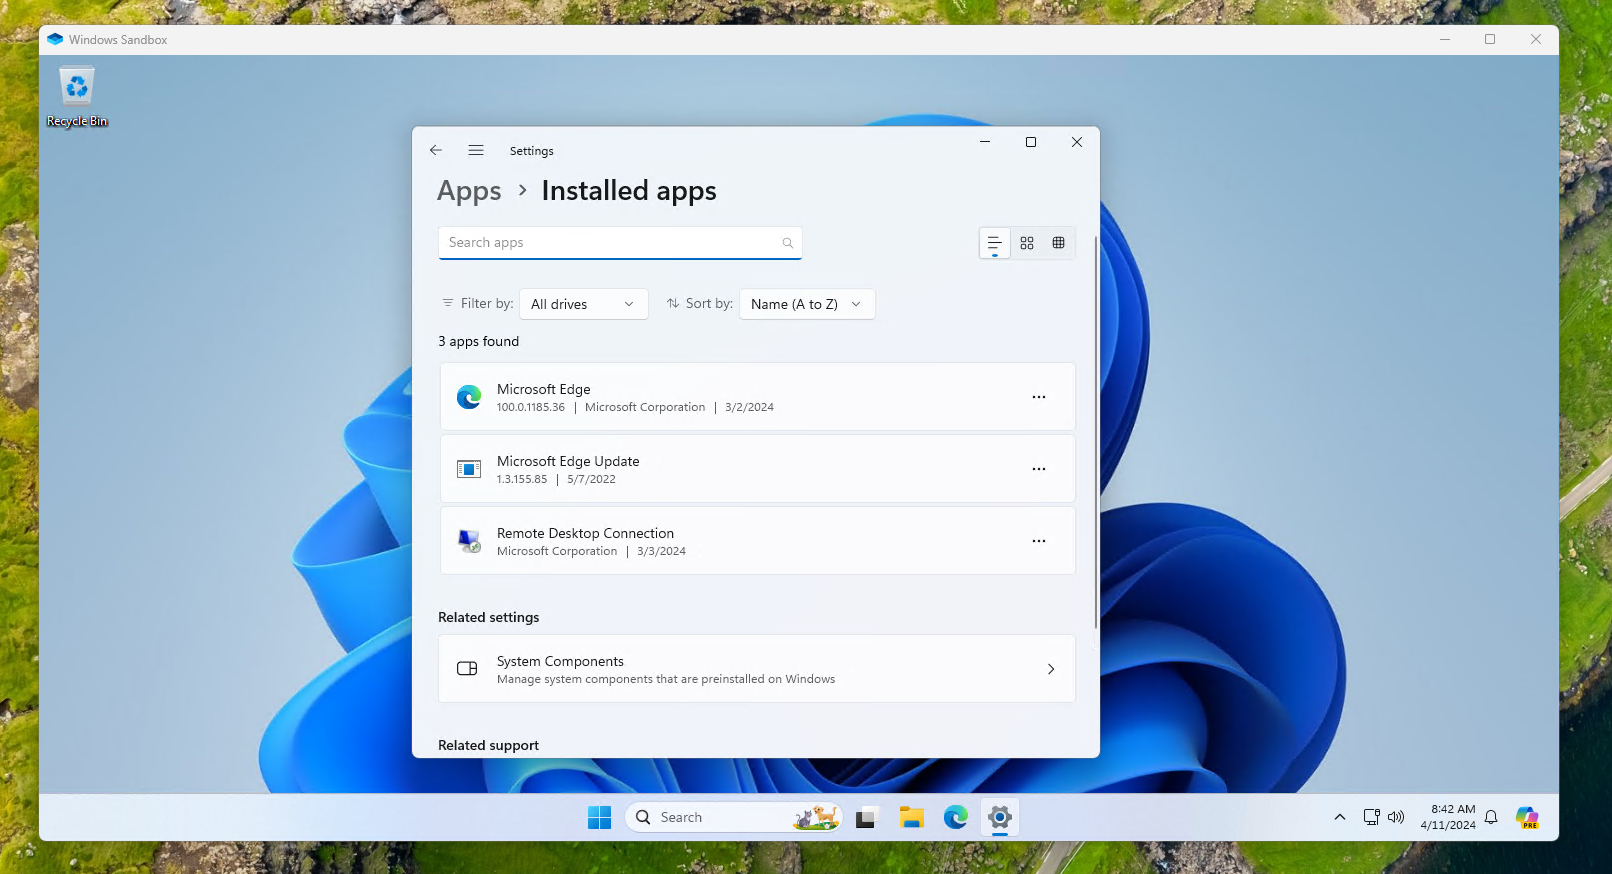 Windows Sandbox
Recycle Bin
Settings
Apps > Installed apps
Search apps
Filter by: All drives Sort by: Name (A to Z)
3 apps found
Microsoft Edge
100.0.1185.36 | Microsoft Corporation | 3/2/2024
Microsoft Edge Update
1.3.155.85 | 5/7/2022
Remote Desktop Connection
Microsoft Corporation | 3/3/2024
Related settings
System Components
Manage system components that are preinstalled on Windows
Related support
Search
8:42 AM
4/11/2024
PRE